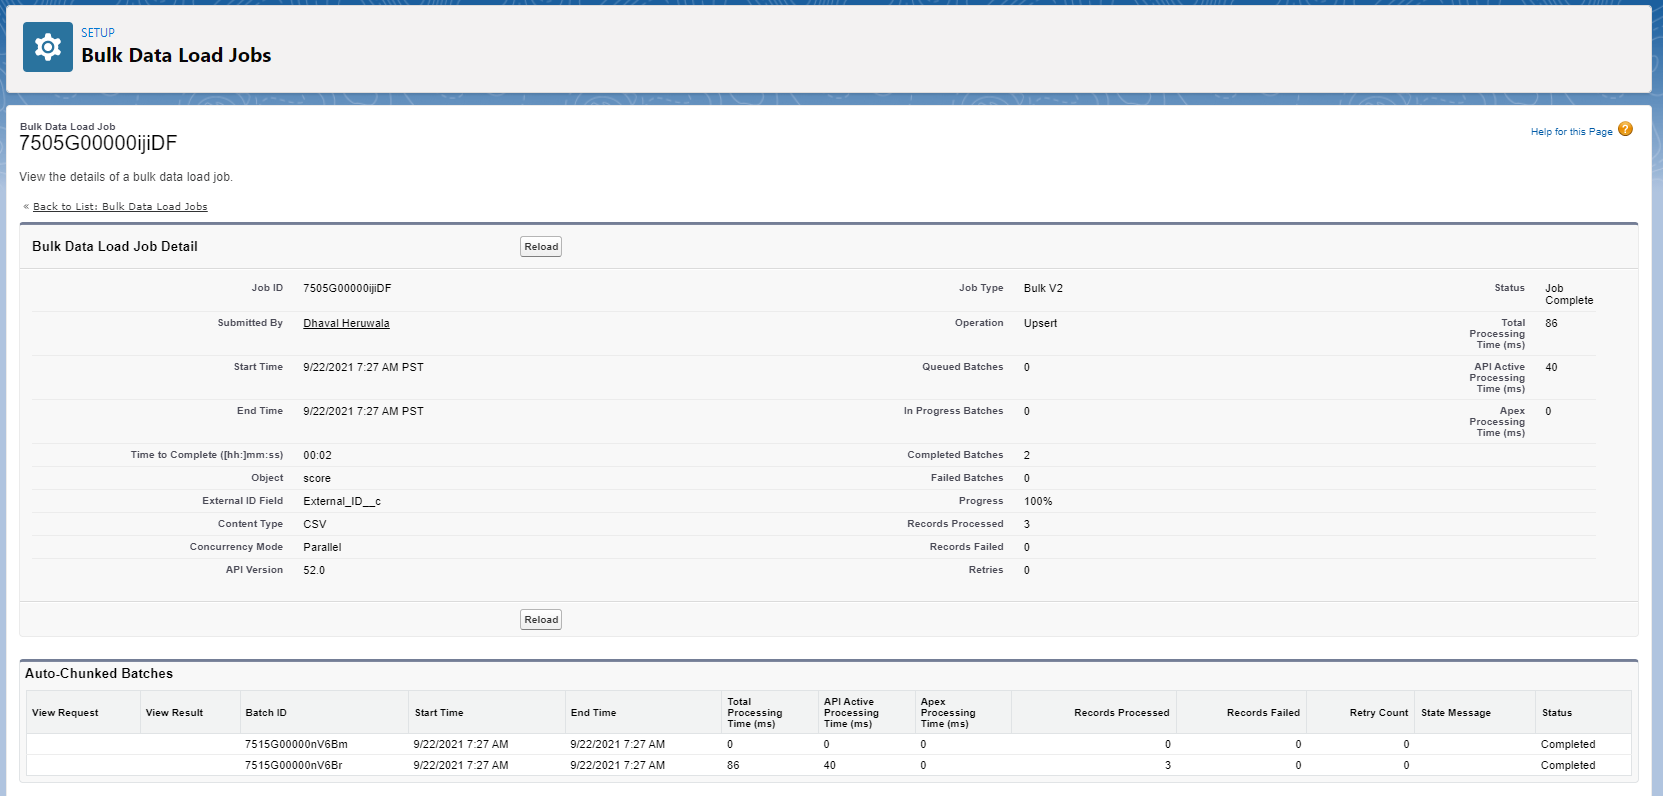 SETUP
Bulk Data Load Jobs
Bulk Data Load Job
7505G00000ijiDF
Help for this Page ?
View the details of a bulk data load job.
« Back to List: Bulk Data Load Jobs
Bulk Data Load Job Detail
Reload
Job ID 7505G00000ijiDF Job Type Bulk V2 Status Job Complete
Submitted By Dhaval Heruwala Operation Upsert Total Processing Time (ms) 86
Start Time 9/22/2021 7:27 AM PST Queued Batches 0 API Active Processing Time (ms) 40
End Time 9/22/2021 7:27 AM PST In Progress Batches 0 Apex Processing Time (ms) 0
Time to Complete ([hh:]mm:ss) 00:02 Completed Batches 2
Object score Failed Batches 0
External ID Field External_ID__c Progress 100%
Content Type CSV Records Processed 3
Concurrency Mode Parallel Records Failed 0
API Version 52.0 Retries 0
Reload
Auto-Chunked Batches
View Request View Result Batch ID Start Time End Time Total Processing Time (ms) API Active Processing Time (ms) Apex Processing Time (ms) Records Processed Records Failed Retry Count State Message Status
7515G00000nV6Bm 9/22/2021 7:27 AM 9/22/2021 7:27 AM 0 0 0 0 0 0 Completed
7515G00000nV6Br 9/22/2021 7:27 AM 9/22/2021 7:27 AM 86 40 0 3 0 0 Completed